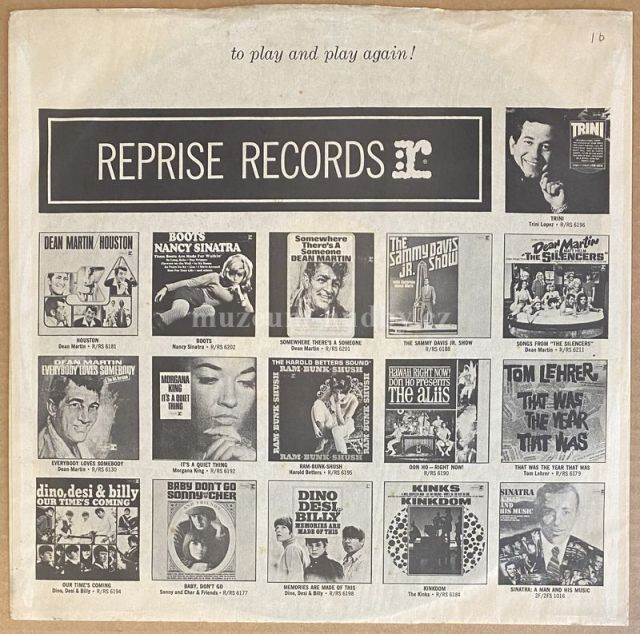 to play and play again!
16
REPRISE RECORDS r:
TRINI
TRINI
Trini Lopez • R/RS 6196
DEAN MARTIN/HOUSTON
HOUSTON
Dean Martin • R/RS 6181
BOOTS
NANCY SINATRA
BOOTS
Nancy Sinatra • R/RS 6202
Somewhere
There's A
Someone
DEAN MARTIN
SOMEWHERE THERE'S A SOMEONE
Dean Martin • R/RS 6201
The
Sammy Davis
JR.
Show
THE SAMMY DAVIS JR. SHOW
R/RS 6188
Dean Martin
"THE SILENCERS"
SONGS FROM "THE SILENCERS"
Dean Martin • R/RS 6211
DEAN MARTIN
EVERYBODY LOVES SOMEBODY
EVERYBODY LOVES SOMEBODY
Dean Martin • R/RS 6130
MORGANA
KING
IT'S A QUIET
THING
IT'S A QUIET THING
Morgana King • R/RS 6192
THE HAROLD BETTERS SOUND
RAM-BUNK-SHUSH
RAM-BUNK-SHUSH
RAM-BUNK-SHUSH
Harold Betters • R/RS 6195
HAWAII RIGHT NOW!
DON HO PRESENTS
THE ALIIS
DON HO—RIGHT NOW!
R/RS 6190
TOM LEHRER,
THAT WAS
THE YEAR
THAT WAS
THAT WAS THE YEAR THAT WAS
Tom Lehrer • R/RS 6179
dino, desi & billy
OUR TIME'S COMING
OUR TIME'S COMING
Dino, Desi & Billy • R/RS 6194
BABY DON'T GO
SONNY & CHER
AND FRIENDS
BABY, DON'T GO
Sonny and Cher & Friends • R/RS 6177
DINO
DESI
BILLY
MEMORIES ARE
MADE OF THIS
MEMORIES ARE MADE OF THIS
Dino, Desi & Billy • R/RS 6198
KINKS
KINKDOM
KINKDOM
The Kinks • R/RS 6184
SINATRA
A MAN
AND
HIS MUSIC
SINATRA: A MAN AND HIS MUSIC
2F/2FS 1016